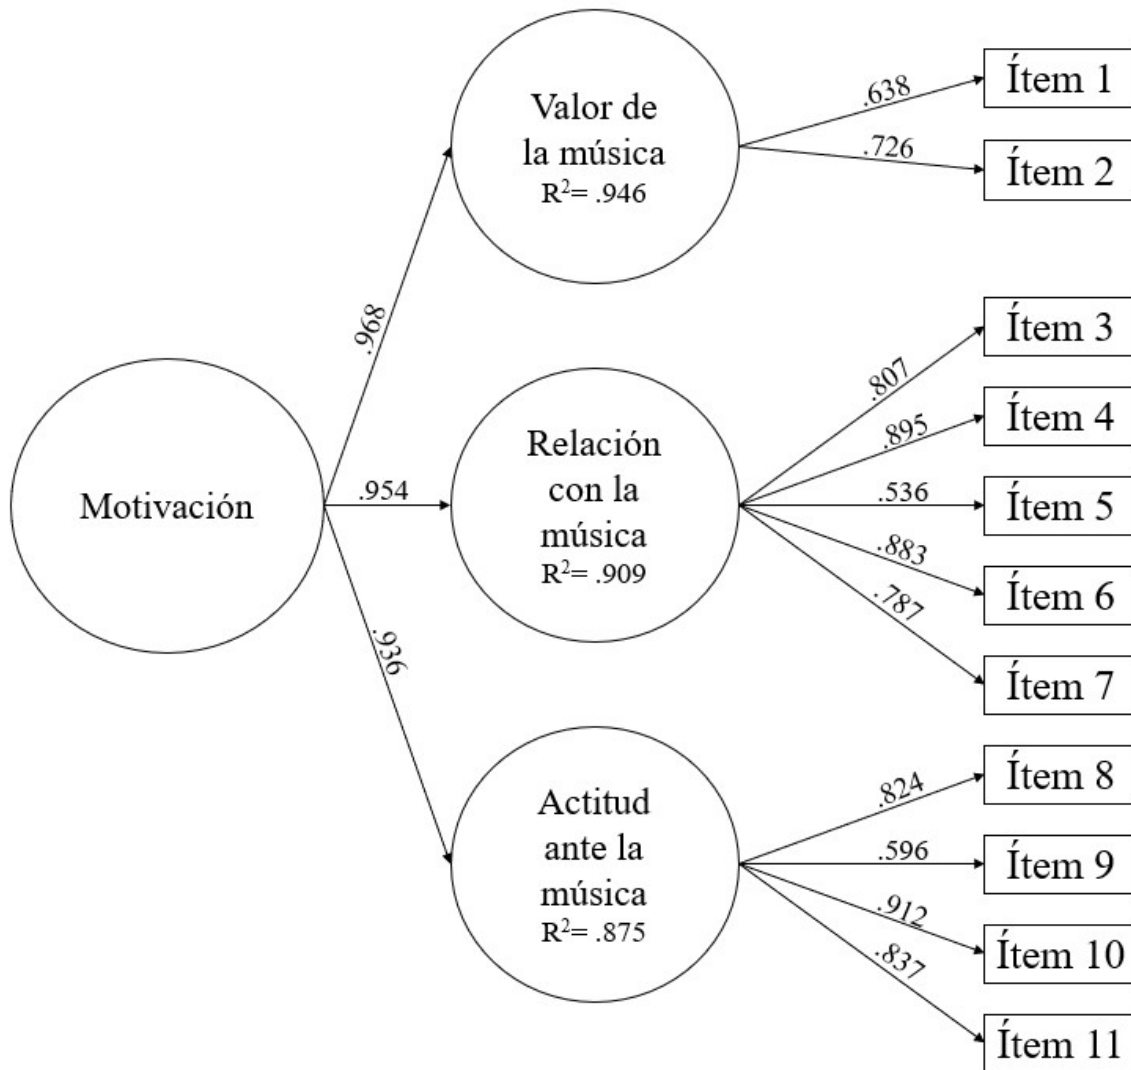 Valor de
la música
R²= .946
Motivación
Relación
con la
música
R²= .909
Actitud
ante la
música
R²= .875
.968
.954
.936
.638
.726
.807
.895
.536
.883
.787
.824
.596
.912
.837
Ítem 1
Ítem 2
Ítem 3
Ítem 4
Ítem 5
Ítem 6
Ítem 7
Ítem 8
Ítem 9
Ítem 10
Ítem 11